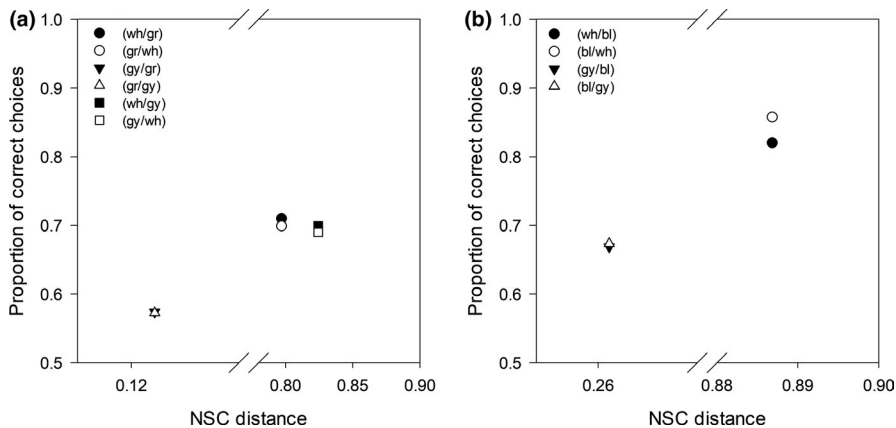 (a)
1.0
0.9
0.8
0.7
0.6
0.5
Proportion of correct choices
(wh/gr)
(gr/wh)
(gy/gr)
(gr/gy)
(wh/gy)
(gy/wh)
0.12
0.80
0.85
0.90
NSC distance
(b)
1.0
0.9
0.8
0.7
0.6
0.5
Proportion of correct choices
(wh/bl)
(bl/wh)
(gy/bl)
(bl/gy)
0.26
0.88
0.89
0.90
NSC distance